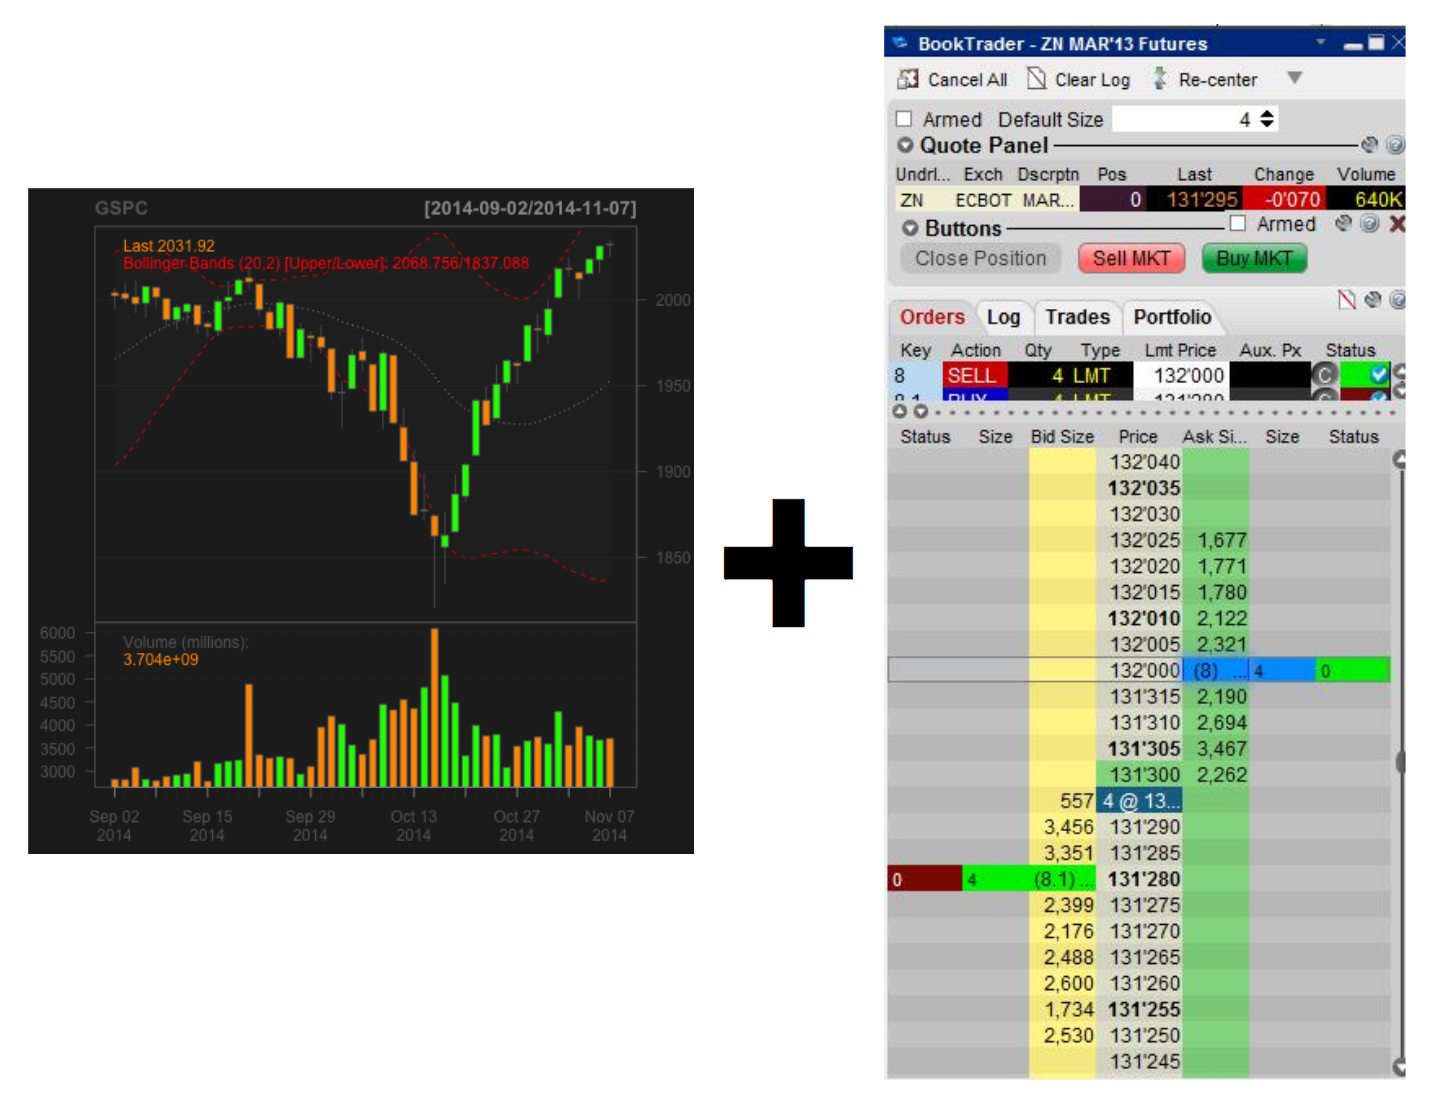 GSPC [2014-09-02/2014-11-07]
Last 2031.92
Bollinger Bands (20,2) [Upper/Lower]: 2068.756/1837.088
2000
1950
1900
1850
Volume (millions):
3.704e+09
6000
5500
5000
4500
4000
3500
3000
Sep 02 Sep 15 Sep 29 Oct 13 Oct 27 Nov 07
2014 2014 2014 2014 2014 2014
BookTrader - ZN MAR'13 Futures
Cancel All Clear Log Re-center
Armed Default Size 4
Quote Panel
Undrl... Exch Dscrptn Pos Last Change Volume
ZN ECBOT MAR... 0 131'295 -0'070 640K
Buttons Armed
Close Position Sell MKT Buy MKT
Orders Log Trades Portfolio
Key Action Qty Type Lmt Price Aux. Px Status
8 SELL 4 LMT 132'000 C
8.1 BUY 4 LMT 131'280 C
Status Size Bid Size Price Ask Si... Size Status
132'040
132'035
132'030
132'025 1,677
132'020 1,771
132'015 1,780
132'010 2,122
132'005 2,321
132'000 (8) ... 4 0
131'315 2,190
131'310 2,694
131'305 3,467
131'300 2,262
557 4 @ 13...
3,456 131'290
3,351 131'285
0 4 (8.1) ... 131'280
2,399 131'275
2,176 131'270
2,488 131'265
2,600 131'260
1,734 131'255
2,530 131'250
131'245